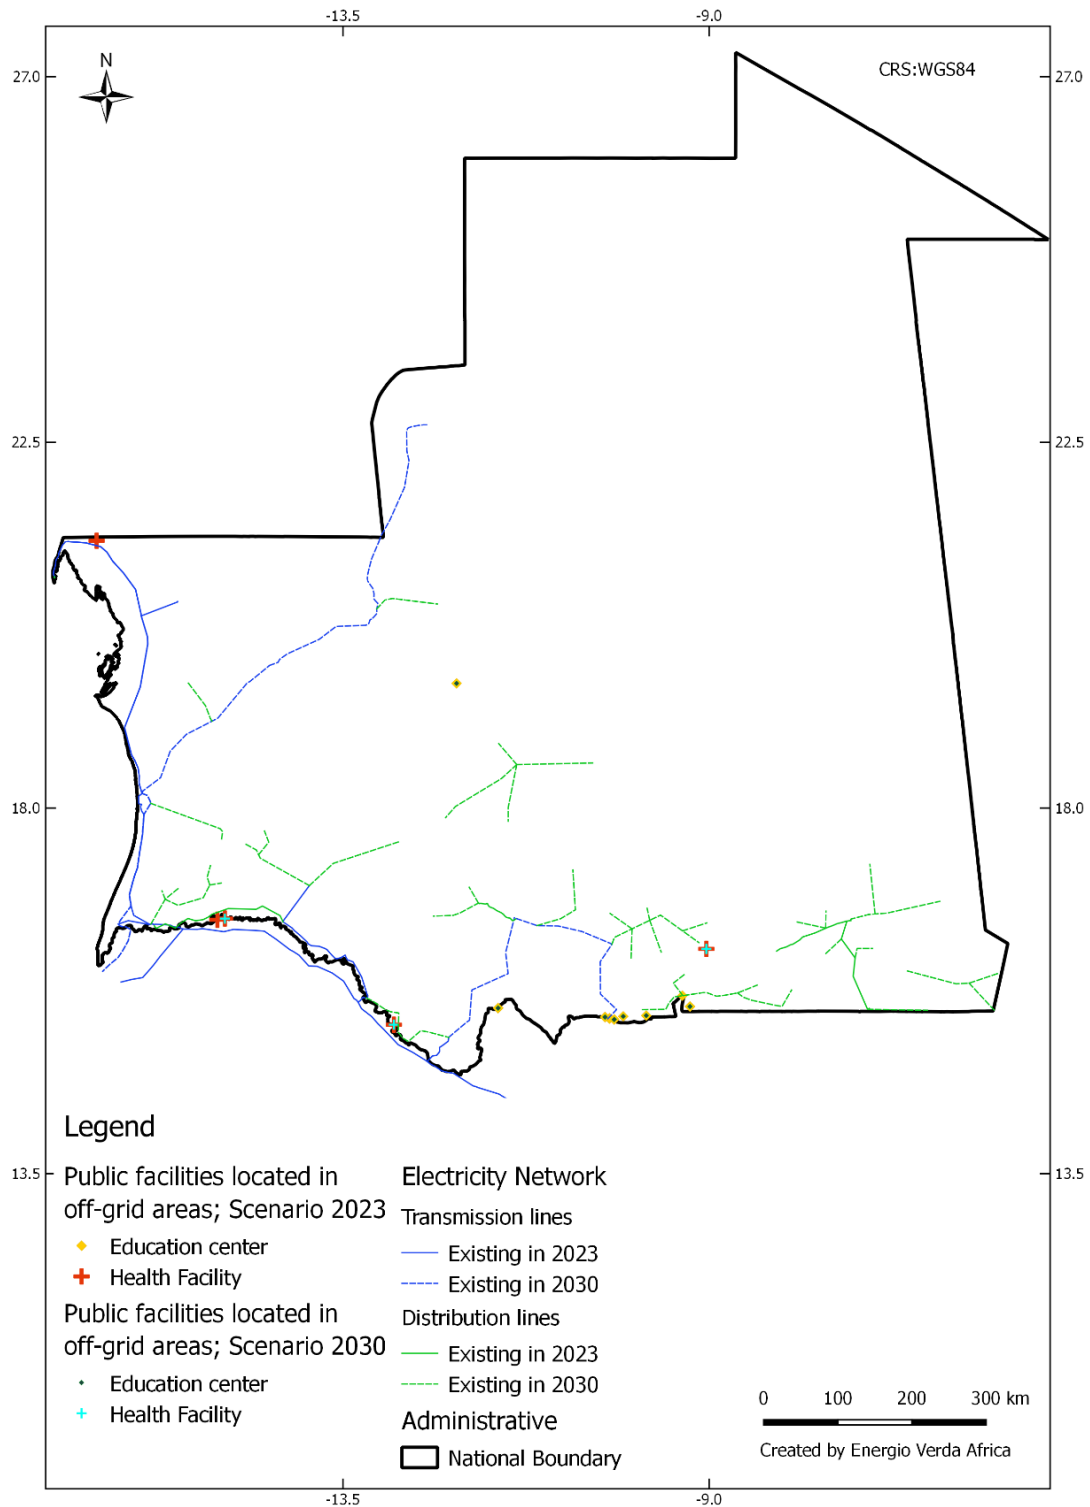 -13.5
-9.0
N
CRS:WGS84
27.0
27.0
22.5
22.5
18.0
18.0
13.5
13.5
Legend
Public facilities located in
off-grid areas; Scenario 2023
Education center
Health Facility
Public facilities located in
off-grid areas; Scenario 2030
Education center
Health Facility
Electricity Network
Transmission lines
Existing in 2023
Existing in 2030
Distribution lines
Existing in 2023
Existing in 2030
Administrative
National Boundary
0 100 200 300 km
Created by Energio Verda Africa
-13.5
-9.0